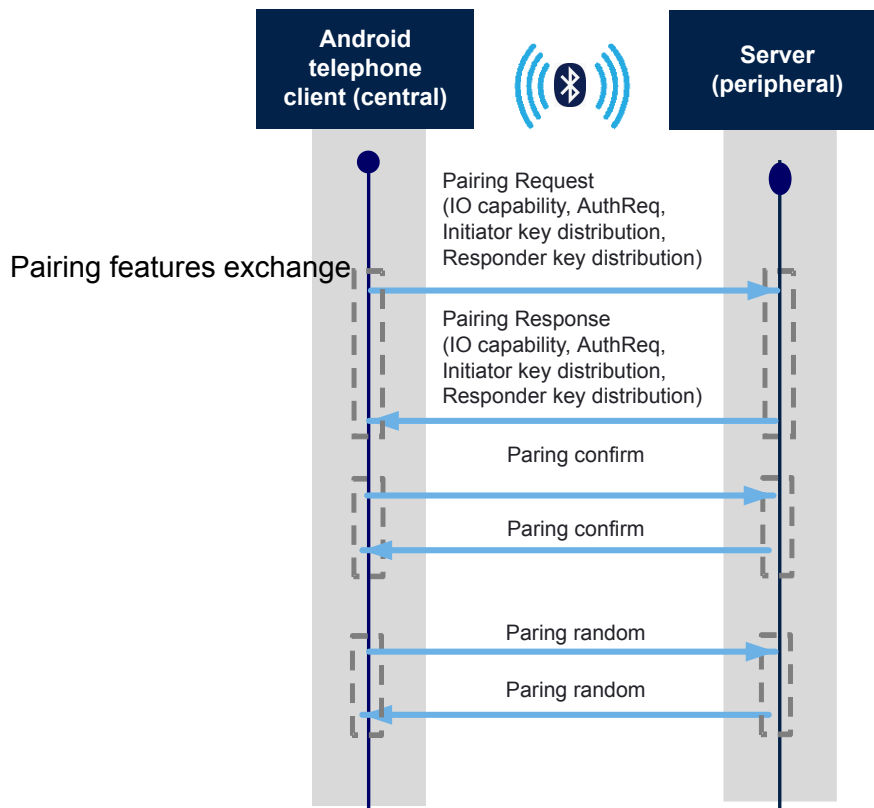 Android
telephone
client (central)
Server
(peripheral)
Pairing Request
(IO capability, AuthReq,
Initiator key distribution,
Responder key distribution)
Pairing features exchange
Pairing Response
(IO capability, AuthReq,
Initiator key distribution,
Responder key distribution)
Paring confirm
Paring confirm
Paring random
Paring random